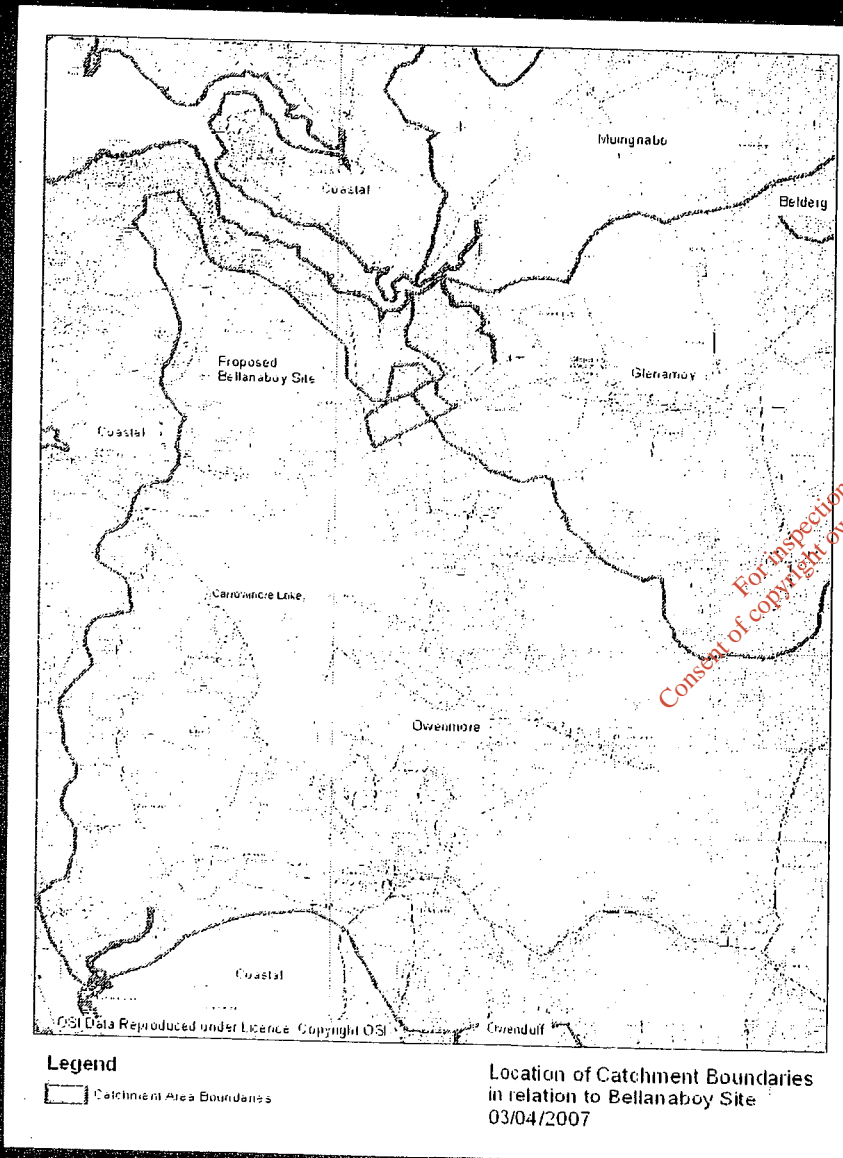 Muingnabo
Coastal
Belderg
Proposed
Bellanaboy Site
Glenamoy
Coastal
For inspection
Consent of copyright ow
Carrowmore Lake
Owenmore
Coastal
OSI Data Reproduced under Licence Copyright OSI
Owenduff
Legend
Catchment Area Boundaries
Location of Catchment Boundaries
in relation to Bellanaboy Site
03/04/2007